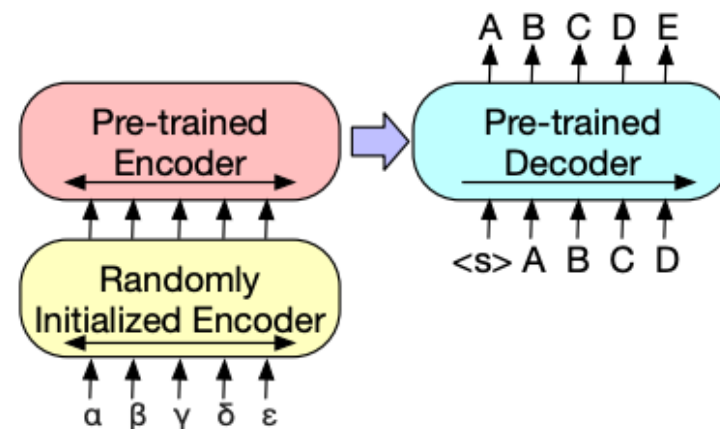 A B C D E
Pre-trained
Encoder
Pre-trained
Decoder
<s> A B C D
Randomly
Initialized Encoder
α β γ δ ε